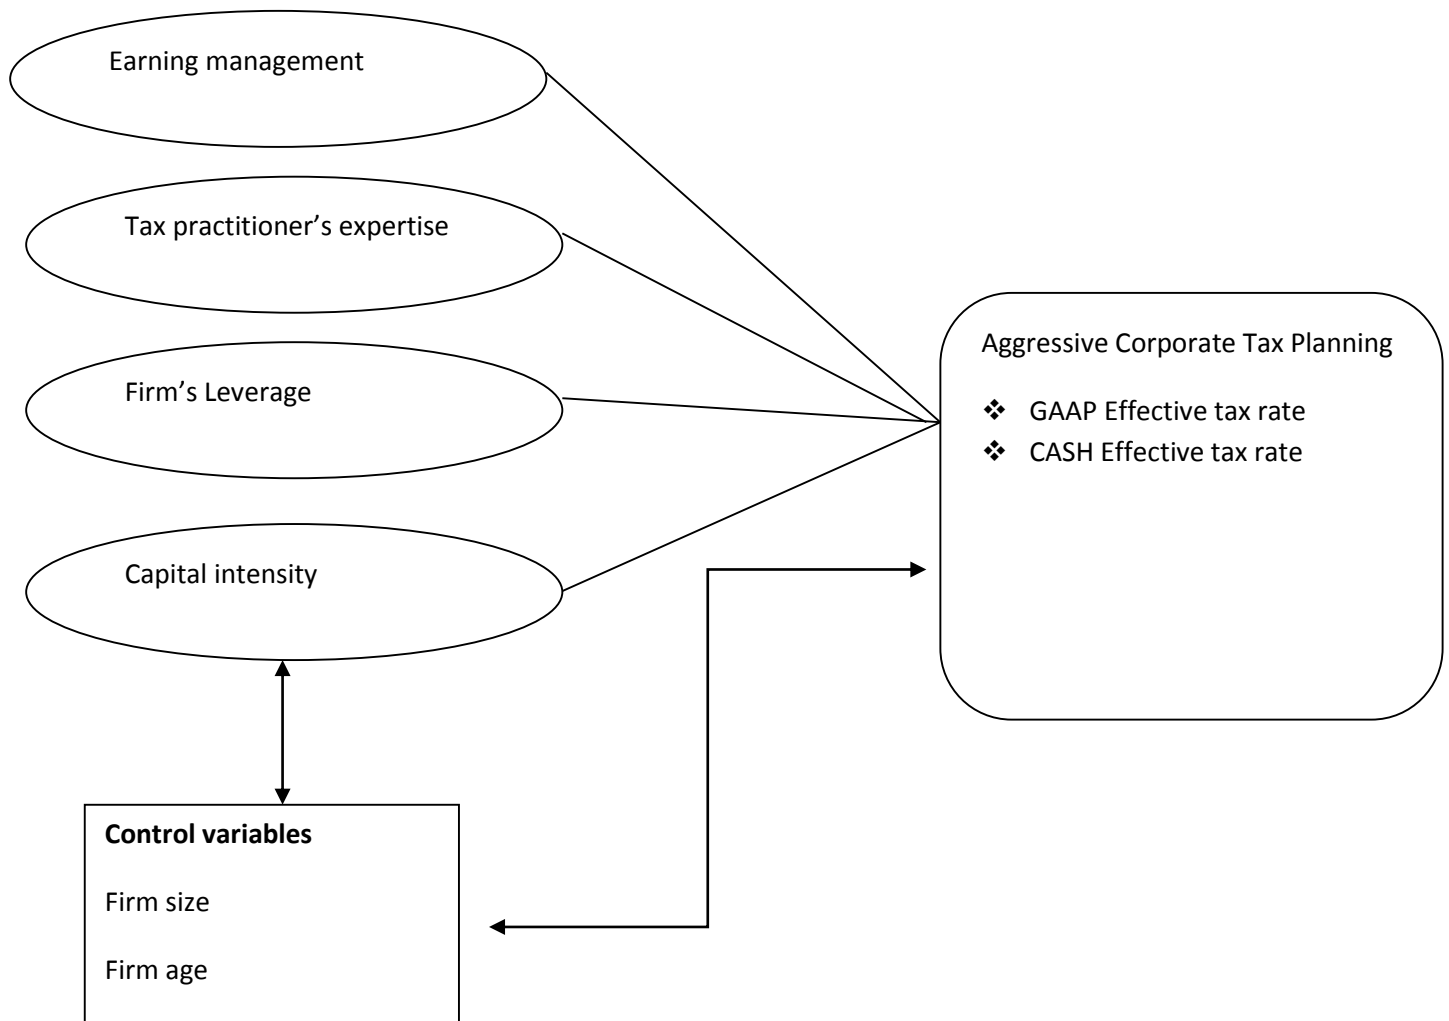 Earning management
Tax practitioner’s expertise
Firm’s Leverage
Capital intensity
Aggressive Corporate Tax Planning
❖ GAAP Effective tax rate
❖ CASH Effective tax rate
Control variables
Firm size
Firm age